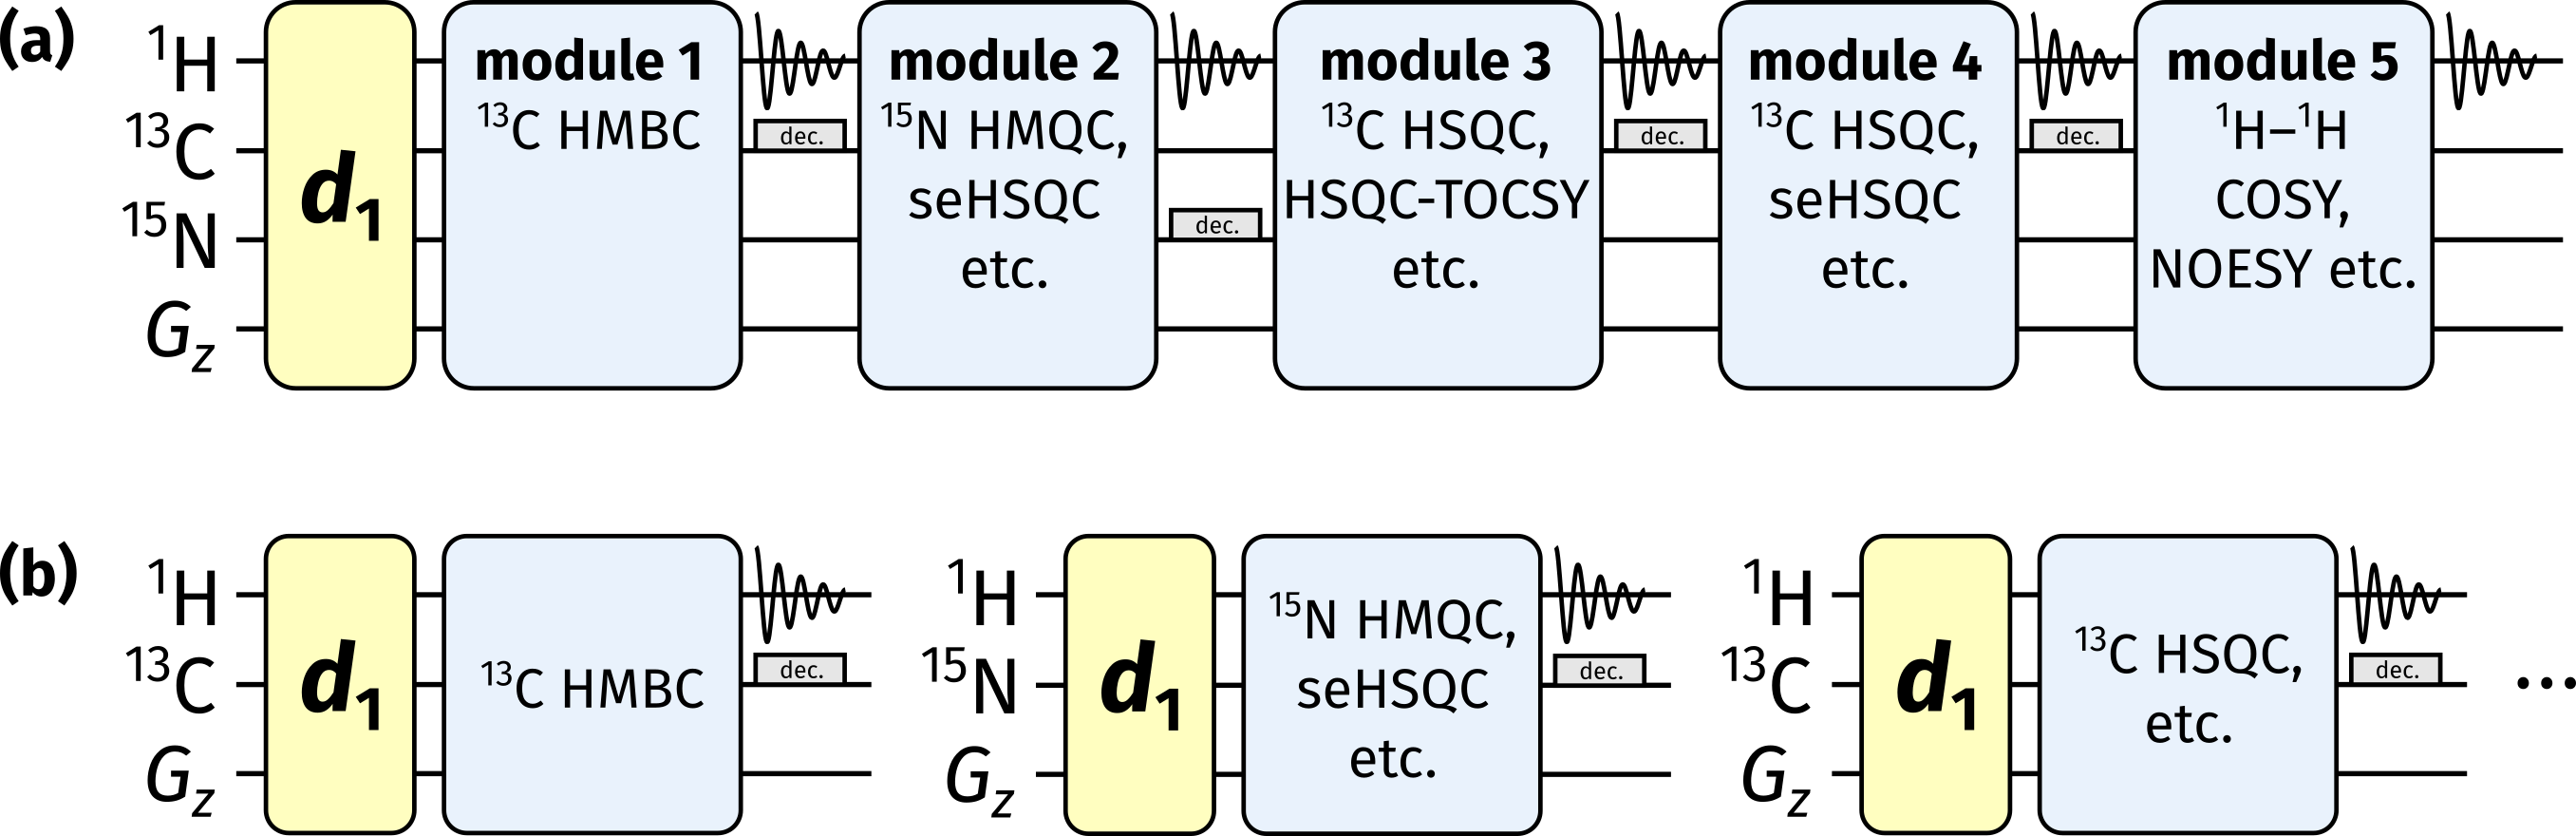 (a)
¹H
¹³C
¹⁵N
G_z
d₁
module 1
¹³C HMBC
dec.
module 2
¹⁵N HMQC,
seHSQC
etc.
dec.
module 3
¹³C HSQC,
HSQC-TOCSY
etc.
dec.
module 4
¹³C HSQC,
seHSQC
etc.
dec.
module 5
¹H–¹H
COSY,
NOESY etc.
(b)
¹H
¹³C
G_z
d₁
¹³C HMBC
dec.
¹H
¹⁵N
G_z
d₁
¹⁵N HMQC,
seHSQC
etc.
dec.
¹H
¹³C
G_z
d₁
¹³C HSQC,
etc.
dec.
...